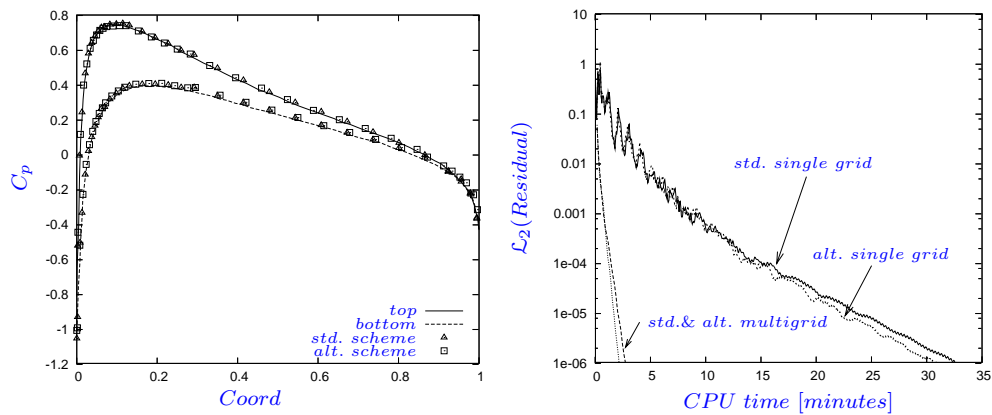 0.8
0.6
0.4
0.2
0
-0.2
-0.4
-0.6
-0.8
-1
-1.2
C_p
0 0.2 0.4 0.6 0.8 1
Coord
top
bottom
std. scheme
alt. scheme
10
1
0.1
0.01
0.001
1e-04
1e-05
1e-06
L_2(Residual)
0 5 10 15 20 25 30 35
CPU time [minutes]
std. single grid
alt. single grid
std.& alt. multigrid